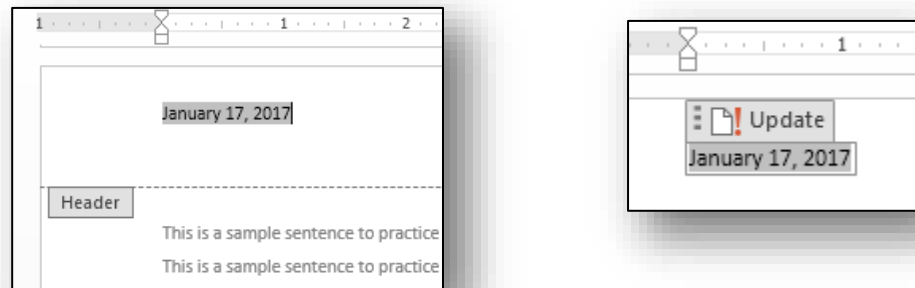 1 1 2
January 17, 2017
Header
This is a sample sentence to practice
This is a sample sentence to practice
1
Update
January 17, 2017